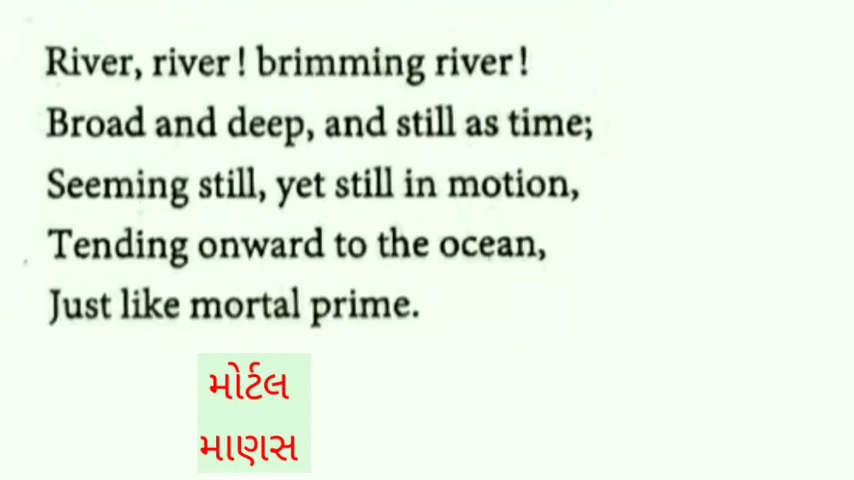 River, river! brimming river!
Broad and deep, and still as time;
Seeming still, yet still in motion,
Tending onward to the ocean,
Just like mortal prime.
મોર્ટલ
માણસ